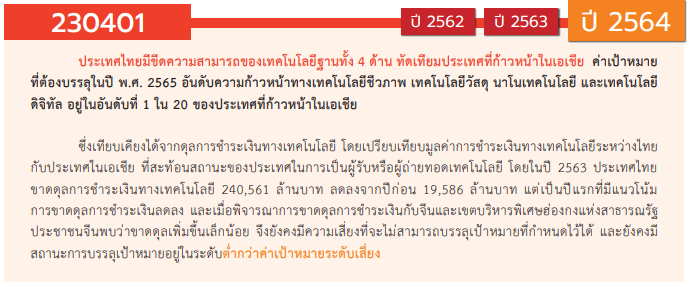 230401
ปี 2562
ปี 2563
ปี 2564
ประเทศไทยมีขีดความสามารถของเทคโนโลยีฐานทั้ง 4 ด้าน ทัดเทียมประเทศที่ก้าวหน้าในเอเชีย ค่าเป้าหมาย
ที่ต้องบรรลุในปี พ.ศ. 2565 อันดับความก้าวหน้าทางเทคโนโลยีชีวภาพ เทคโนโลยีวัสดุ นาโนเทคโนโลยี และเทคโนโลยี
ดิจิทัล อยู่ในอันดับที่ 1 ใน 20 ของประเทศที่ก้าวหน้าในเอเชีย
ซึ่งเทียบเคียงได้จากดุลการชำระเงินทางเทคโนโลยี โดยเปรียบเทียบมูลค่าการชำระเงินทางเทคโนโลยีระหว่างไทย
กับประเทศในเอเชีย ที่สะท้อนสถานะของประเทศในการเป็นผู้รับหรือผู้ถ่ายทอดเทคโนโลยี โดยในปี 2563 ประเทศไทย
ขาดดุลการชำระเงินทางเทคโนโลยี 240,561 ล้านบาท ลดลงจากปีก่อน 19,586 ล้านบาท แต่เป็นปีแรกที่มีแนวโน้ม
การขาดดุลการชำระเงินลดลง และเมื่อพิจารณาการขาดดุลการชำระเงินกับจีนและเขตบริหารพิเศษฮ่องกงแห่งสาธารณรัฐ
ประชาชนจีนพบว่าขาดดุลเพิ่มขึ้นเล็กน้อย จึงยังคงมีความเสี่ยงที่จะไม่สามารถบรรลุเป้าหมายที่กำหนดไว้ได้ และยังคงมี
สถานะการบรรลุเป้าหมายอยู่ในระดับต่ำกว่าค่าเป้าหมายระดับเสี่ยง